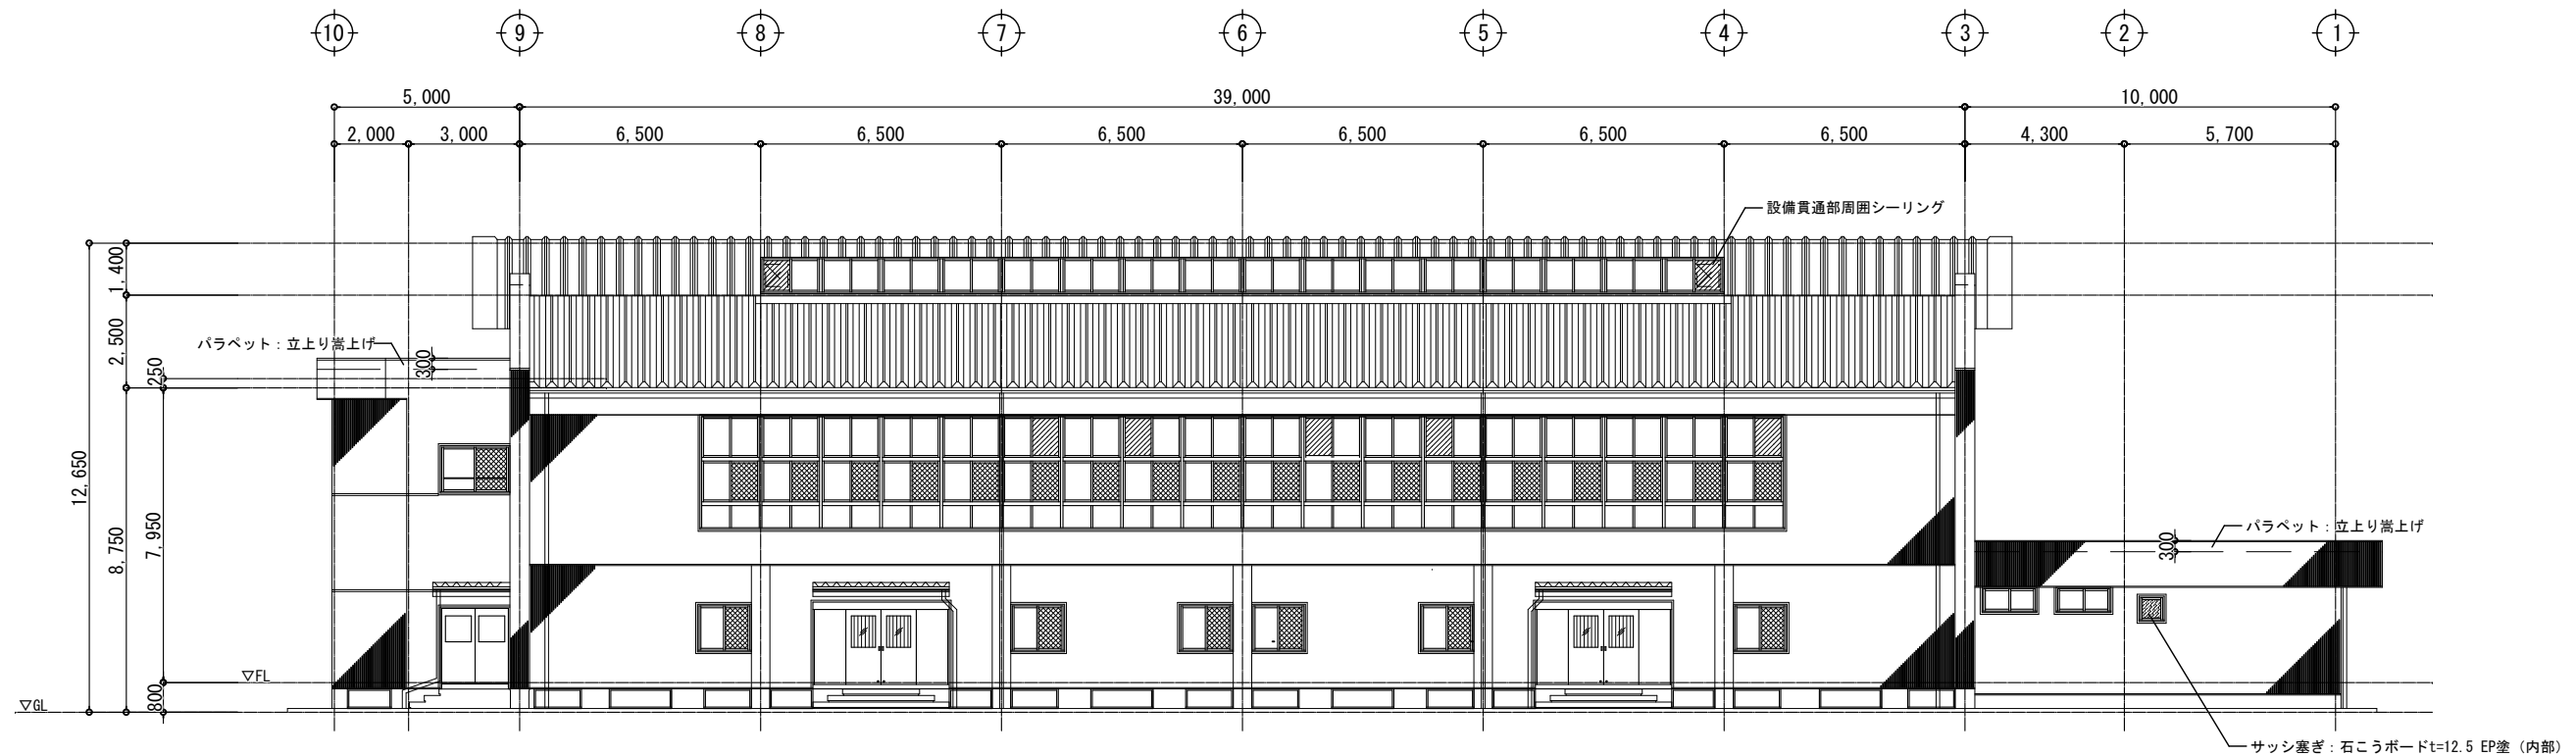 10 9 8 7 6 5 4 3 2 1
5,000 39,000 10,000
2,000 3,000 6,500 6,500 6,500 6,500 6,500 6,500 4,300 5,700
設備貫通部周囲シーリング
1,400
2,500
パラペット：立上り嵩上げ
300
250
12,650
8,750
7,950
パラペット：立上り嵩上げ
300
▽FL
800
▽GL
サッシ塞ぎ：石こうボードt=12.5 EP塗（内部）